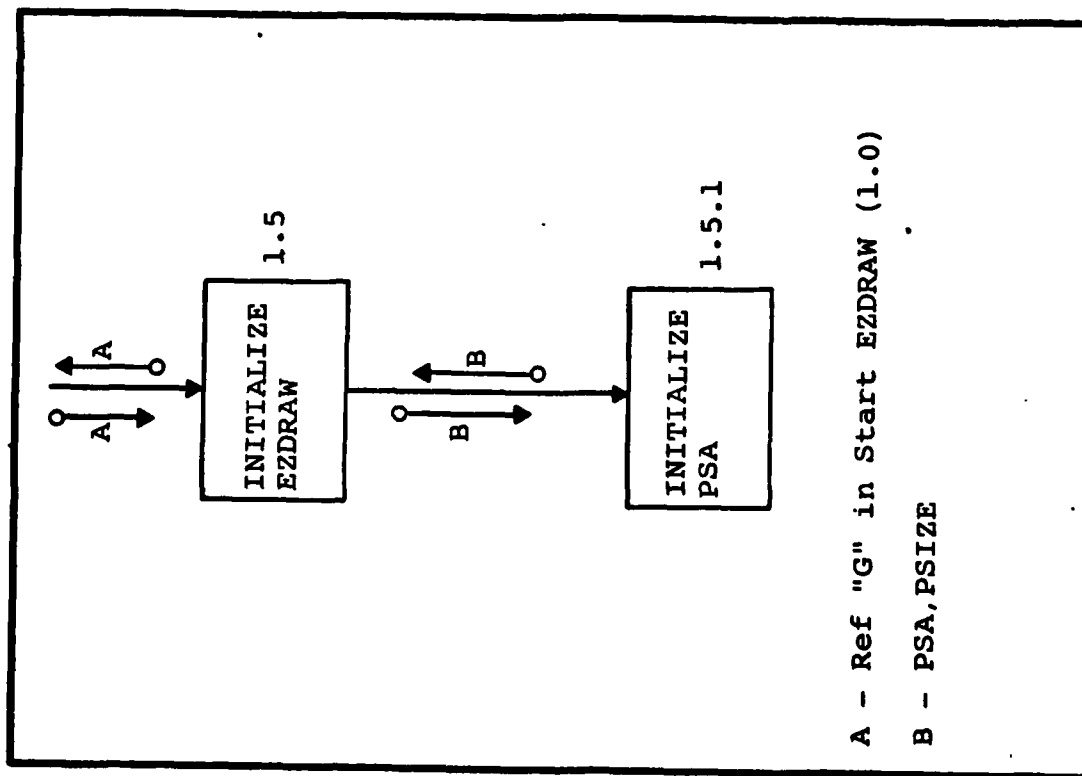 A
A
INITIALIZE
EZDRAW
1.5
B
B
INITIALIZE
PSA
1.5.1
A - Ref "G" in Start EZDRAW (1.0)
B - PSA,PSIZE